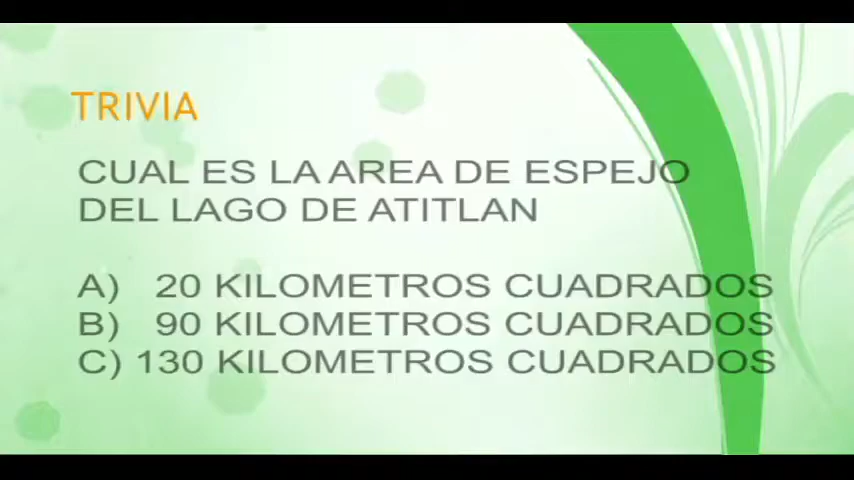 TRIVIA
CUAL ES LA AREA DE ESPEJO
DEL LAGO DE ATITLAN
A) 20 KILOMETROS CUADRADOS
B) 90 KILOMETROS CUADRADOS
C) 130 KILOMETROS CUADRADOS